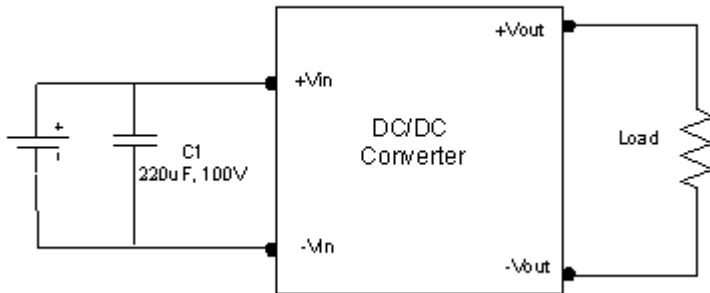 +Vout
+Vin
+
-
C1
220uF, 100V
DC/DC
Converter
Load
-Vin
-Vout